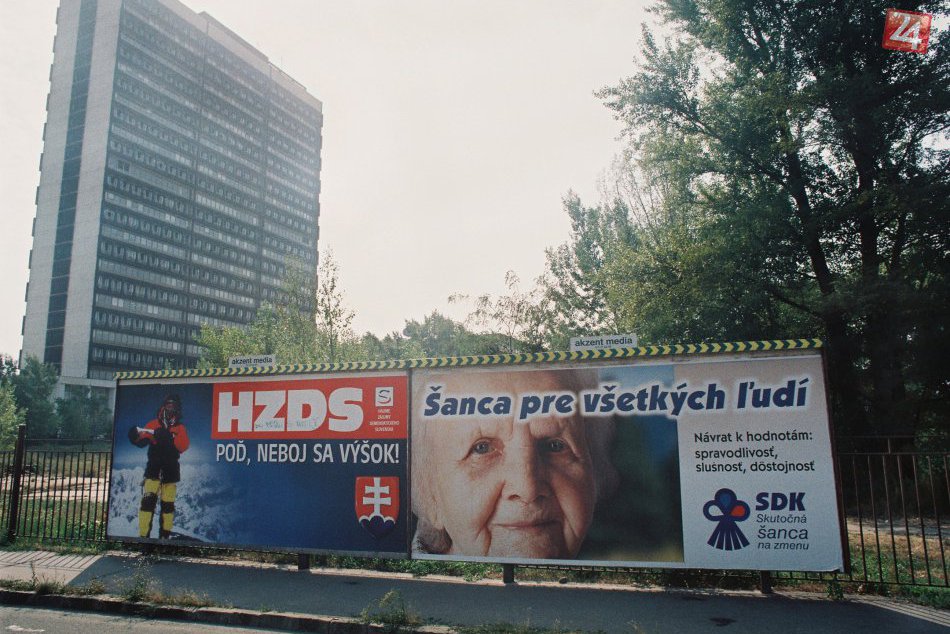 24
akzent media
akzent media
HZDS
S
POĎ, NEBOJ SA VÝŠOK!
Šanca pre všetkých ľudí
Návrat k hodnotám:
spravodlivosť,
slušnosť, dôstojnosť
SDK
Skutočná
šanca
na zmenu